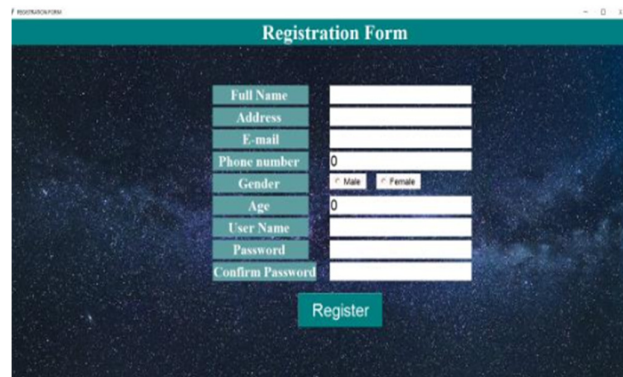 REGISTRATION FORM
Registration Form
Full Name
Address
E-mail
Phone number 0
Gender Male Female
Age 0
User Name
Password
Confirm Password
Register